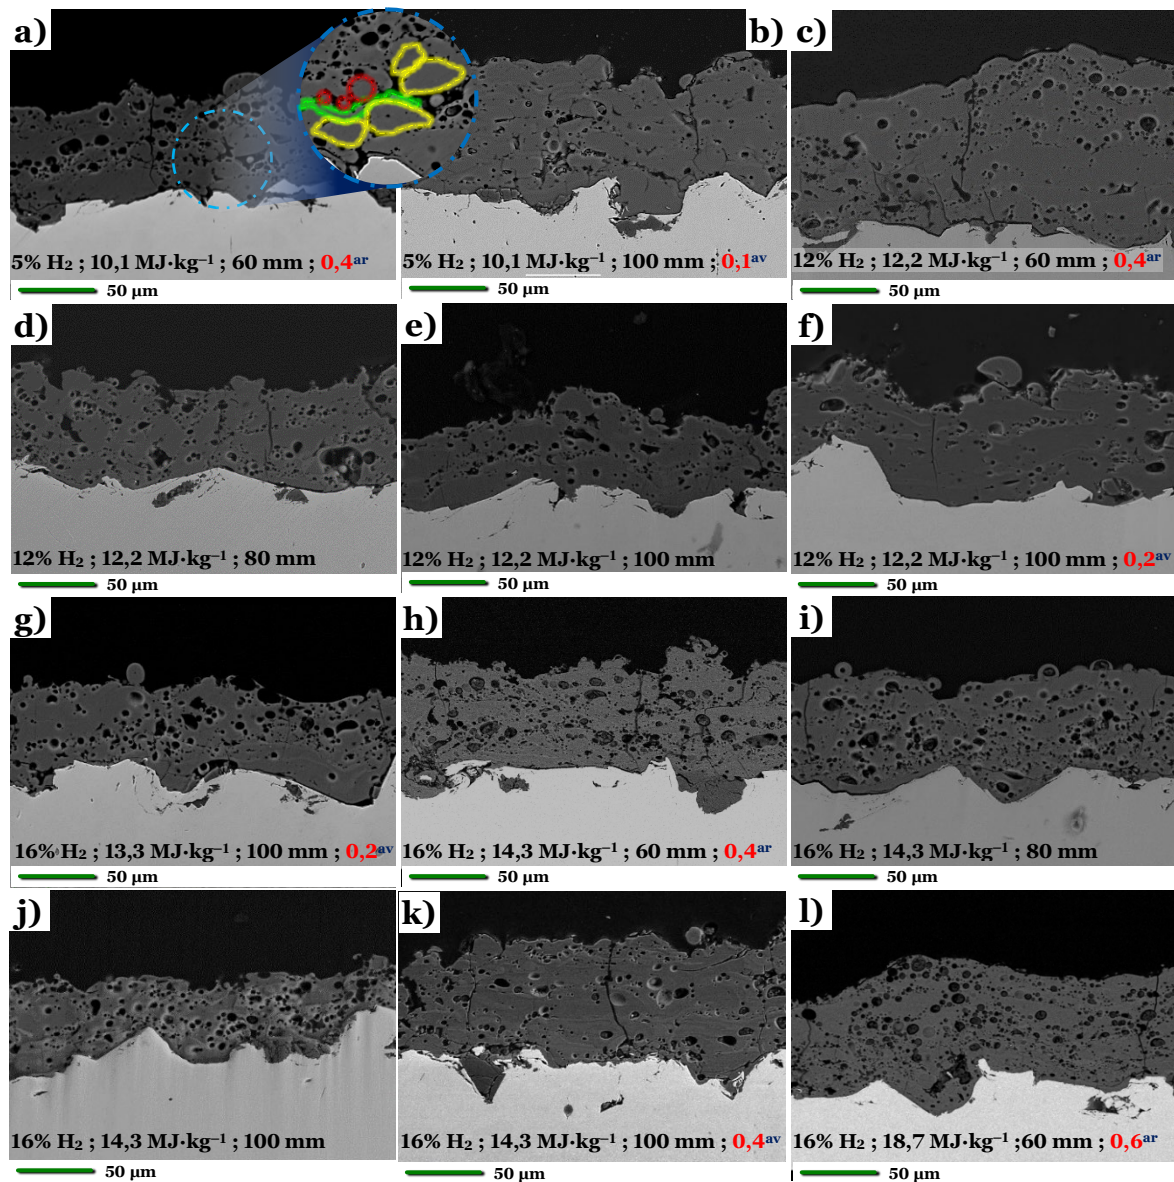 a)
b)
c)
5% H₂ ; 10,1 MJ·kg⁻¹ ; 60 mm ; 0,4ᵃʳ
5% H₂ ; 10,1 MJ·kg⁻¹ ; 100 mm ; 0,1ᵃᵛ
12% H₂ ; 12,2 MJ·kg⁻¹ ; 60 mm ; 0,4ᵃʳ
50 µm
50 µm
50 µm
d)
e)
f)
12% H₂ ; 12,2 MJ·kg⁻¹ ; 80 mm
12% H₂ ; 12,2 MJ·kg⁻¹ ; 100 mm
12% H₂ ; 12,2 MJ·kg⁻¹ ; 100 mm ; 0,2ᵃᵛ
50 µm
50 µm
50 µm
g)
h)
i)
16% H₂ ; 13,3 MJ·kg⁻¹ ; 100 mm ; 0,2ᵃᵛ
16% H₂ ; 14,3 MJ·kg⁻¹ ; 60 mm ; 0,4ᵃʳ
16% H₂ ; 14,3 MJ·kg⁻¹ ; 80 mm
50 µm
50 µm
50 µm
j)
k)
l)
16% H₂ ; 14,3 MJ·kg⁻¹ ; 100 mm
16% H₂ ; 14,3 MJ·kg⁻¹ ; 100 mm ; 0,4ᵃᵛ
16% H₂ ; 18,7 MJ·kg⁻¹ ;60 mm ; 0,6ᵃʳ
50 µm
50 µm
50 µm